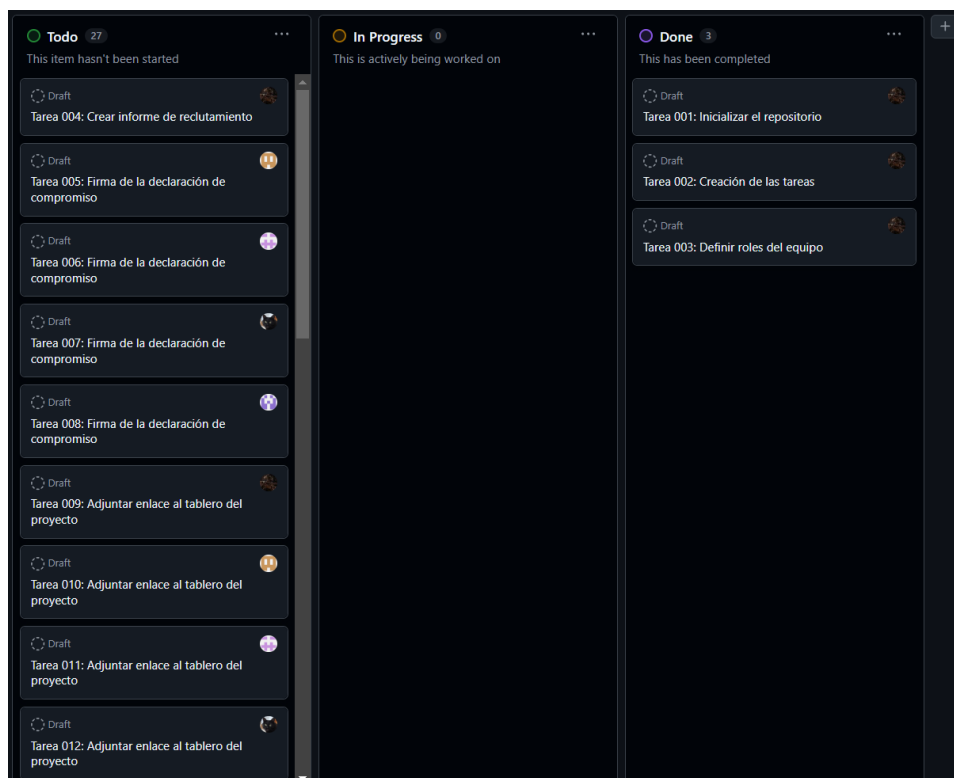 Todo 27
This item hasn't been started
Draft
Tarea 004: Crear informe de reclutamiento
Draft
Tarea 005: Firma de la declaración de
compromiso
Draft
Tarea 006: Firma de la declaración de
compromiso
Draft
Tarea 007: Firma de la declaración de
compromiso
Draft
Tarea 008: Firma de la declaración de
compromiso
Draft
Tarea 009: Adjuntar enlace al tablero del
proyecto
Draft
Tarea 010: Adjuntar enlace al tablero del
proyecto
Draft
Tarea 011: Adjuntar enlace al tablero del
proyecto
Draft
Tarea 012: Adjuntar enlace al tablero del
proyecto
In Progress 0
This is actively being worked on
Done 3
This has been completed
Draft
Tarea 001: Inicializar el repositorio
Draft
Tarea 002: Creación de las tareas
Draft
Tarea 003: Definir roles del equipo